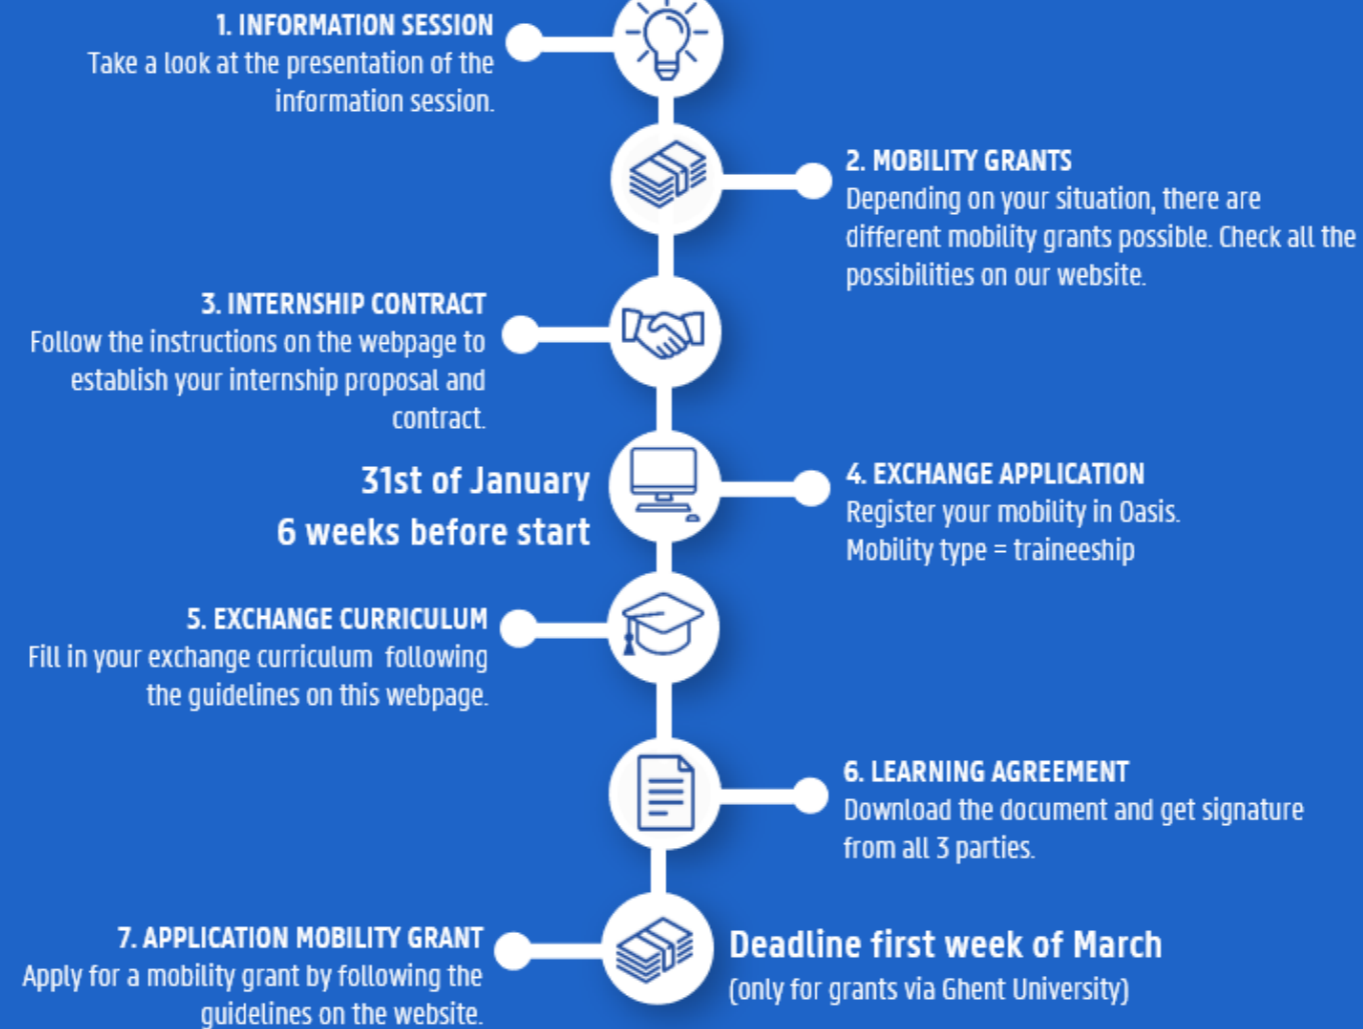 1. INFORMATION SESSION
Take a look at the presentation of the
information session.
2. MOBILITY GRANTS
Depending on your situation, there are
different mobility grants possible. Check all the
possibilities on our website.
3. INTERNSHIP CONTRACT
Follow the instructions on the webpage to
establish your internship proposal and
contract.
31st of January
6 weeks before start
4. EXCHANGE APPLICATION
Register your mobility in Oasis.
Mobility type = traineeship
5. EXCHANGE CURRICULUM
Fill in your exchange curriculum  following
the guidelines on this webpage.
6. LEARNING AGREEMENT
Download the document and get signature
from all 3 parties.
7. APPLICATION MOBILITY GRANT
Apply for a mobility grant by following the
guidelines on the website.
Deadline first week of March
(only for grants via Ghent University)